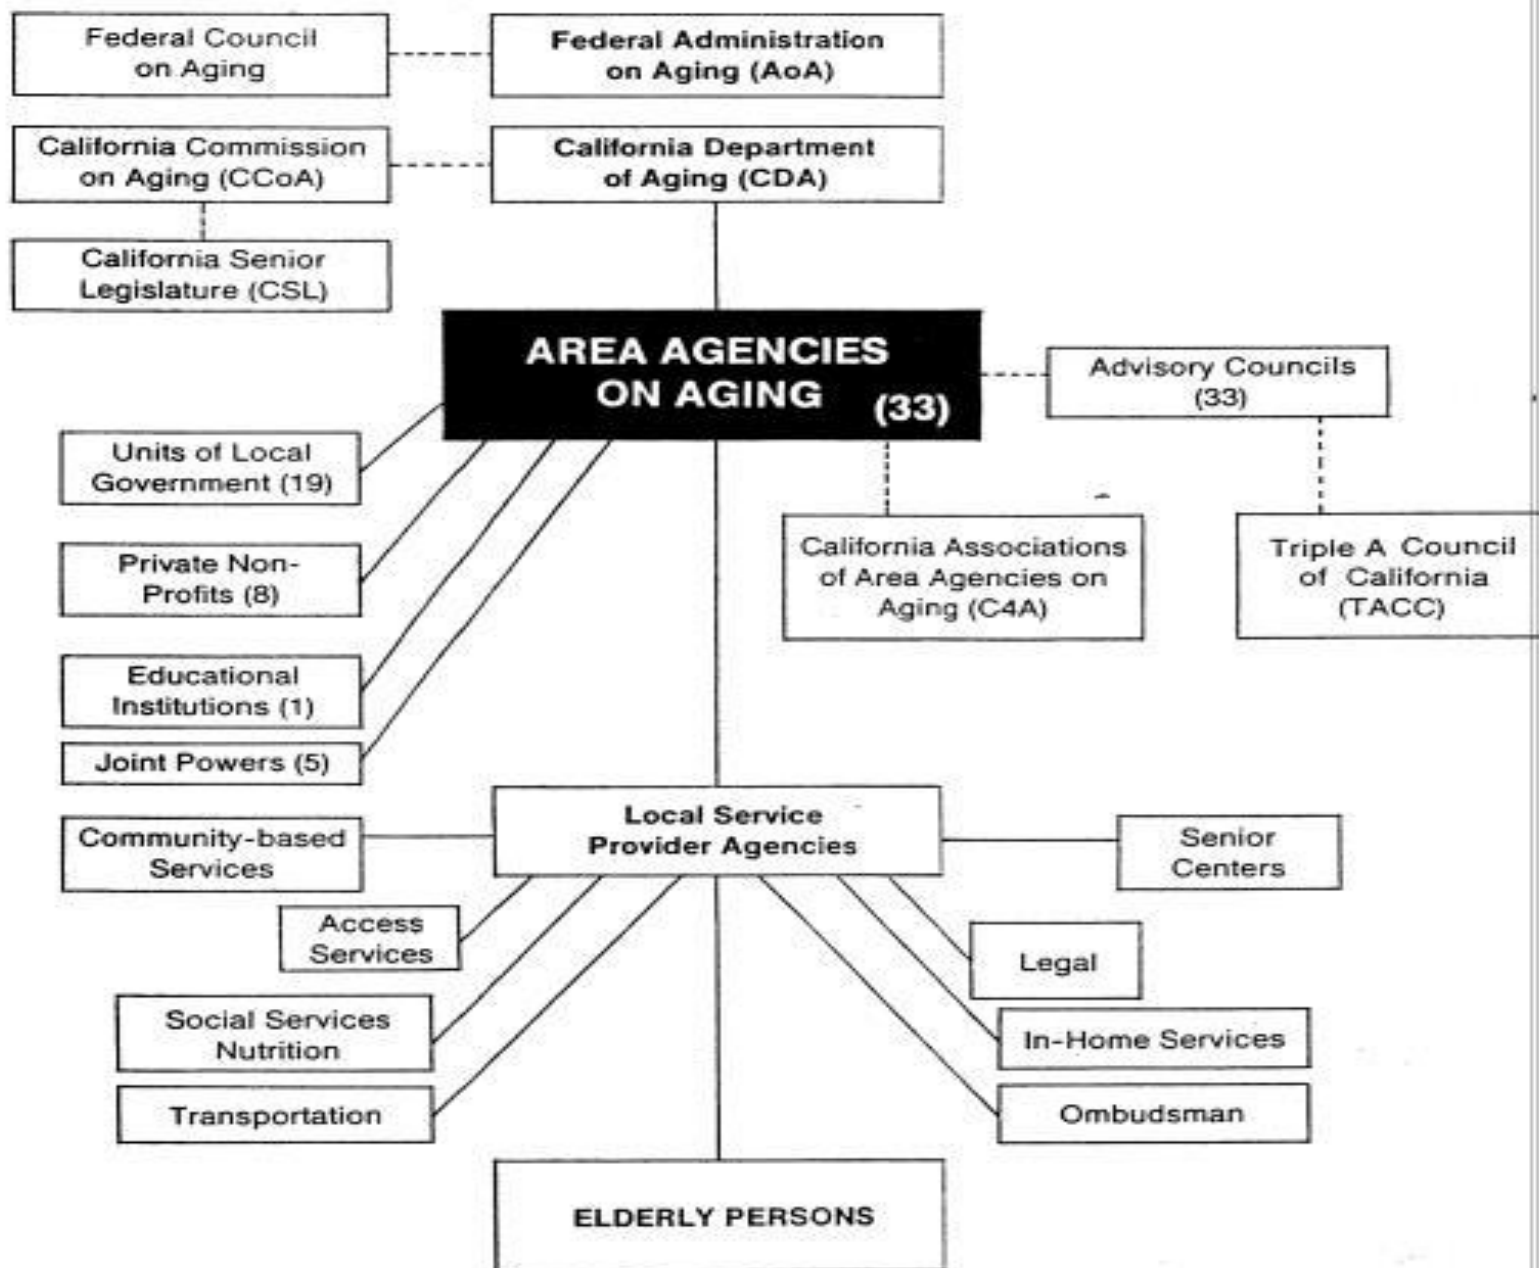 Federal Council
on Aging
Federal Administration
on Aging (AoA)
California Commission
on Aging (CCoA)
California Department
of Aging (CDA)
California Senior
Legislature (CSL)
AREA AGENCIES
ON AGING (33)
Advisory Councils
(33)
Units of Local
Government (19)
Private Non-
Profits (8)
Educational
Institutions (1)
Joint Powers (5)
California Associations
of Area Agencies on
Aging (C4A)
Triple A Council
of California
(TACC)
Local Service
Provider Agencies
Community-based
Services
Senior
Centers
Access
Services
Legal
Social Services
Nutrition
In-Home Services
Transportation
Ombudsman
ELDERLY PERSONS